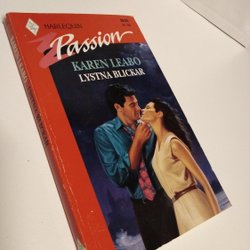 HARLEQUIN
Passion
KAREN LEABO
LYSTNA BLICKAR